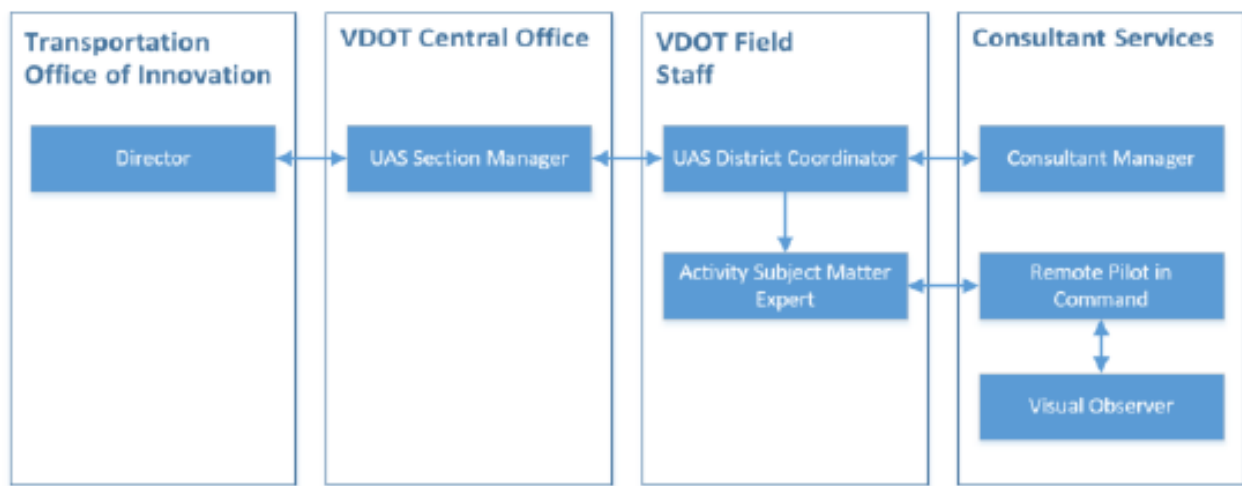 Transportation
Office of Innovation
VDOT Central Office
VDOT Field
Staff
Consultant Services
Director
UAS Section Manager
UAS District Coordinator
Consultant Manager
Activity Subject Matter
Expert
Remote Pilot in
Command
Visual Observer